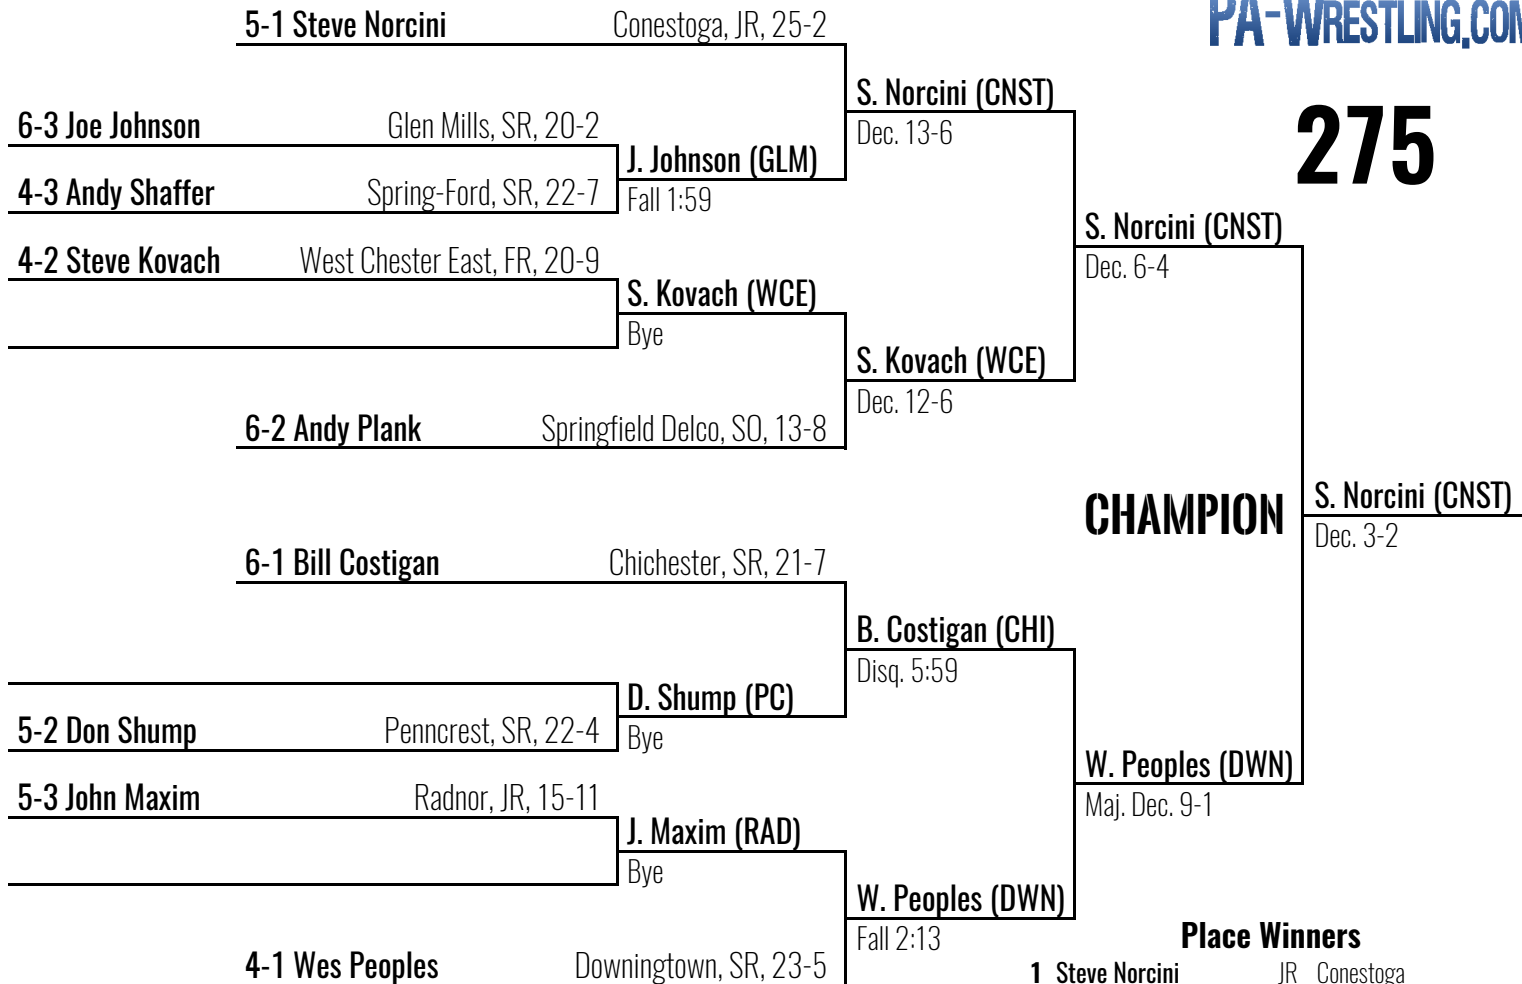 PA-WRESTLING.COM
5-1 Steve Norcini Conestoga, JR, 25-2
S. Norcini (CNST)
Dec. 13-6
275
6-3 Joe Johnson Glen Mills, SR, 20-2
J. Johnson (GLM)
Fall 1:59
4-3 Andy Shaffer Spring-Ford, SR, 22-7
S. Norcini (CNST)
Dec. 6-4
4-2 Steve Kovach West Chester East, FR, 20-9
S. Kovach (WCE)
Bye
S. Kovach (WCE)
Dec. 12-6
6-2 Andy Plank Springfield Delco, SO, 13-8
CHAMPION
S. Norcini (CNST)
Dec. 3-2
6-1 Bill Costigan Chichester, SR, 21-7
B. Costigan (CHI)
Disq. 5:59
D. Shump (PC)
Bye
5-2 Don Shump Penncrest, SR, 22-4
W. Peoples (DWN)
Maj. Dec. 9-1
5-3 John Maxim Radnor, JR, 15-11
J. Maxim (RAD)
Bye
W. Peoples (DWN)
Fall 2:13
4-1 Wes Peoples Downingtown, SR, 23-5
Place Winners
1 Steve Norcini JR Conestoga